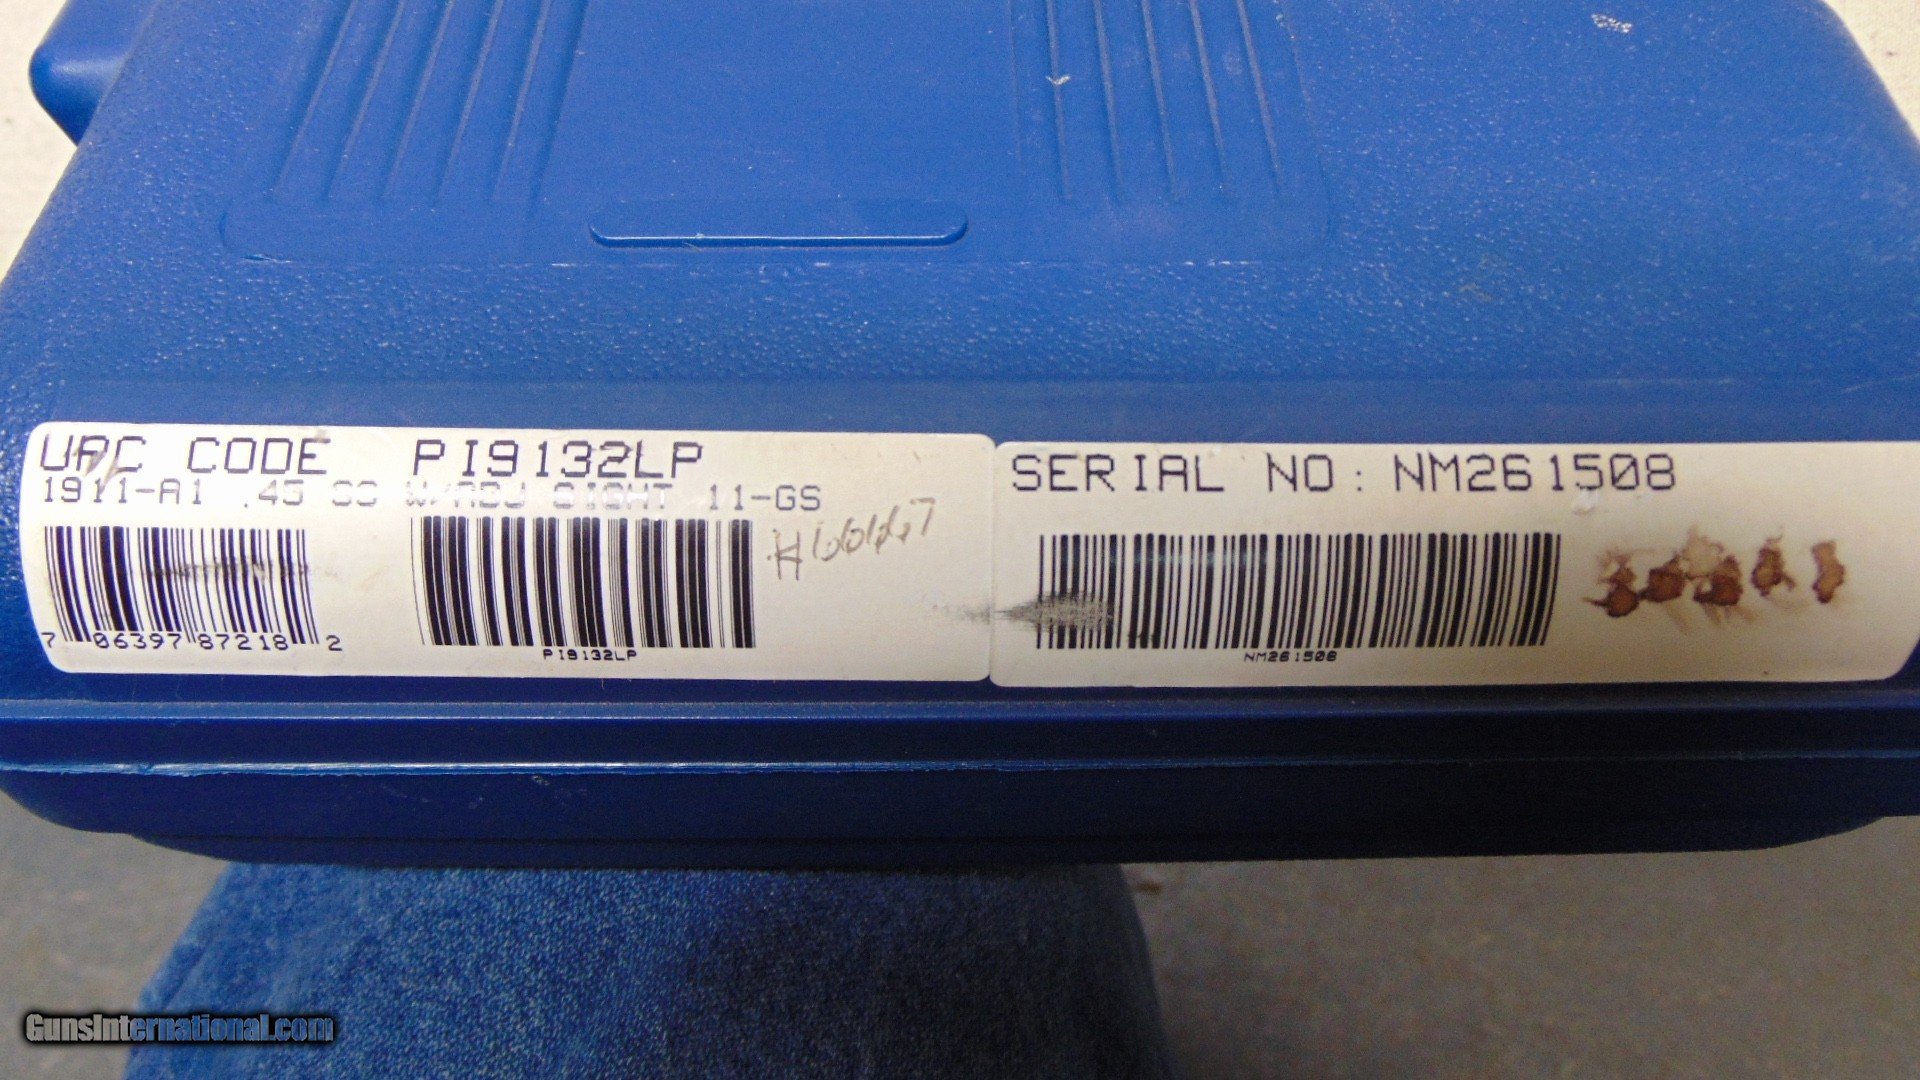 UPC CODE PI9132LP
1911-A1 .45 SS W/ADJ SIGHT 11-GS
7 06397 87218 2
PI9132LP
SERIAL NO: NM261508
NM261508
GunsInternational.com